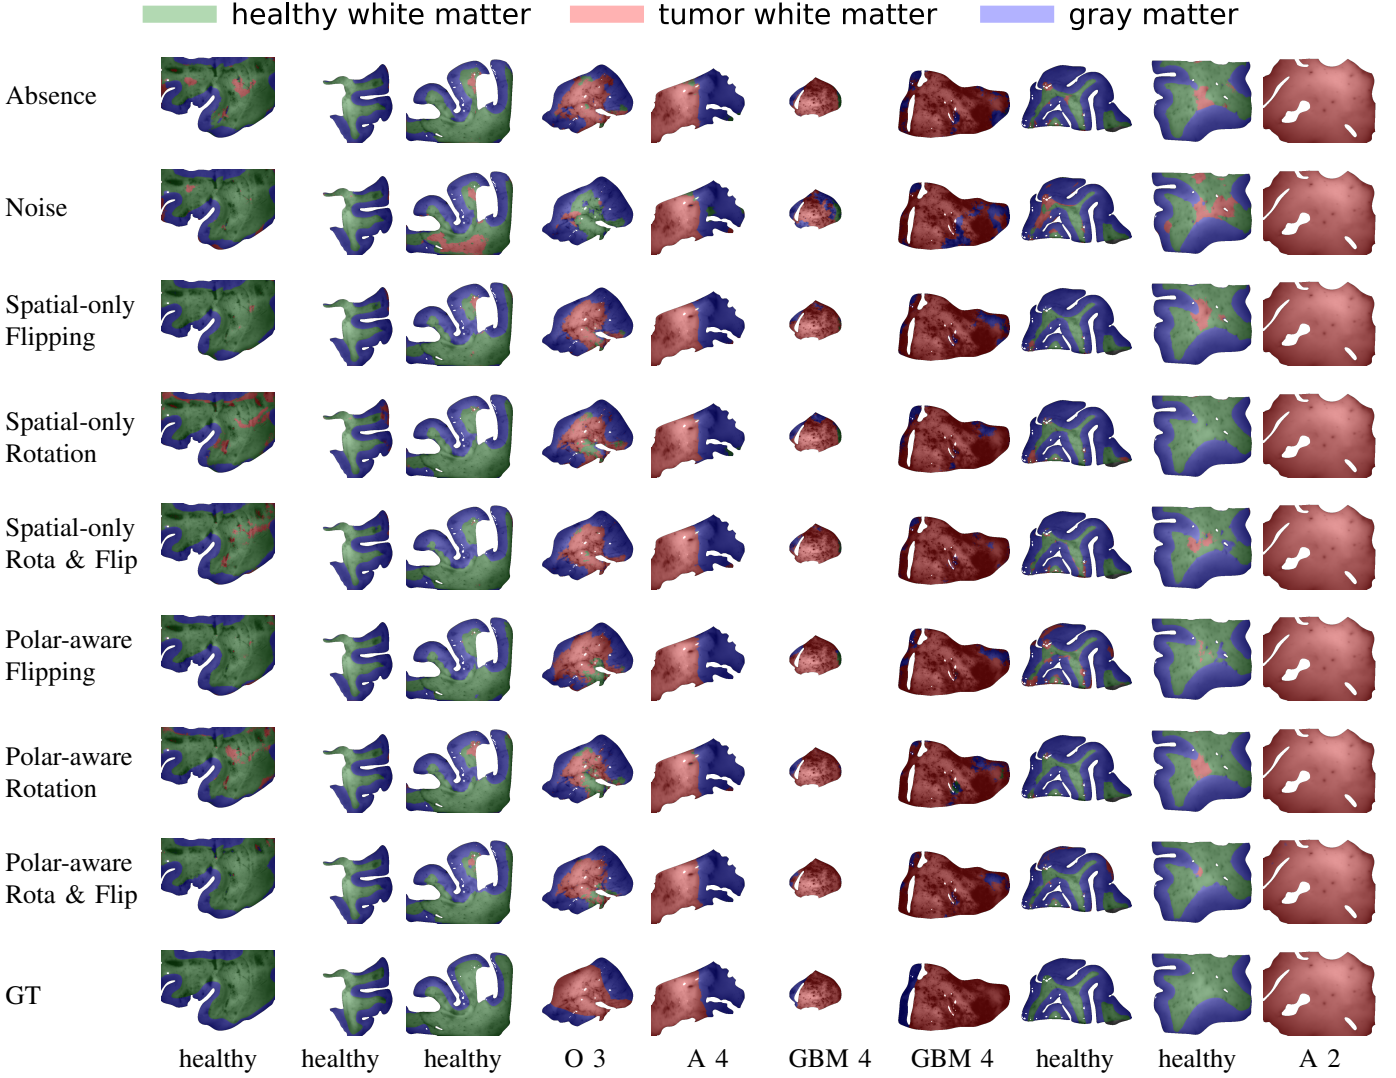 healthy white matter tumor white matter gray matter
Absence
Noise
Spatial-only
Flipping
Spatial-only
Rotation
Spatial-only
Rota & Flip
Polar-aware
Flipping
Polar-aware
Rotation
Polar-aware
Rota & Flip
GT
healthy healthy healthy O 3 A 4 GBM 4 GBM 4 healthy healthy A 2